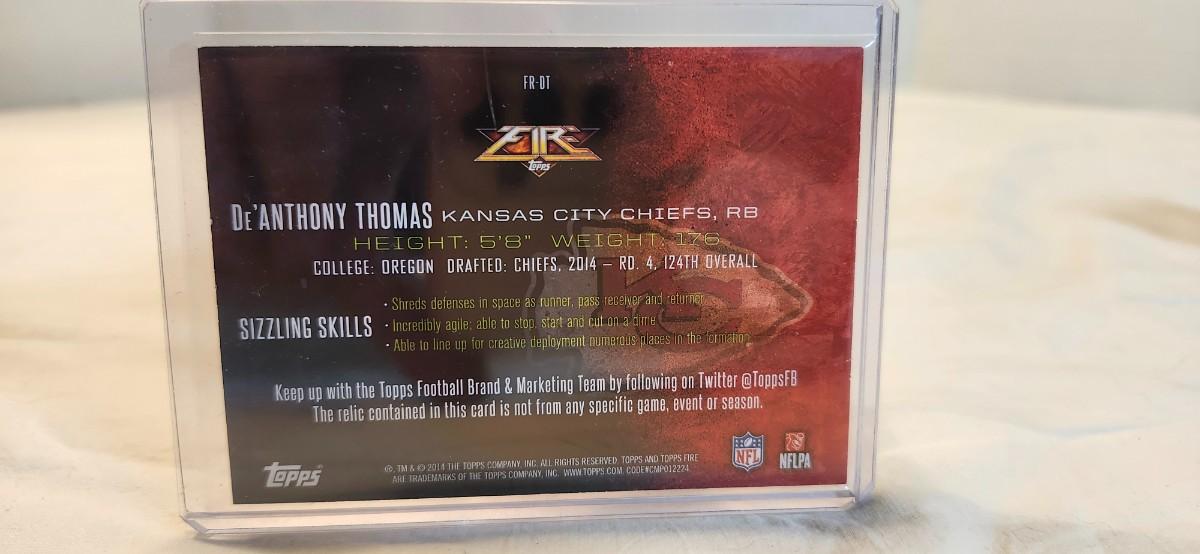 FR-DT
FIRE
TOPPS
DE'ANTHONY THOMAS KANSAS CITY CHIEFS, RB
HEIGHT: 5'8" WEIGHT: 176
COLLEGE: OREGON DRAFTED: CHIEFS, 2014 – RD. 4, 124TH OVERALL
SIZZLING SKILLS
• Shreds defenses in space as runner, pass receiver and returner
• Incredibly agile; able to stop, start and cut on a dime
• Able to line up for creative deployment numerous places in the formation
Keep up with the Topps Football Brand & Marketing Team by following on Twitter @ToppsFB
The relic contained in this card is not from any specific game, event or season.
TOPPS®
®, TM & © 2014 THE TOPPS COMPANY, INC. ALL RIGHTS RESERVED. TOPPS AND TOPPS FIRE
ARE TRADEMARKS OF THE TOPPS COMPANY, INC. WWW.TOPPS.COM. CODE#CMP012224
NFL
NFLPA
KC